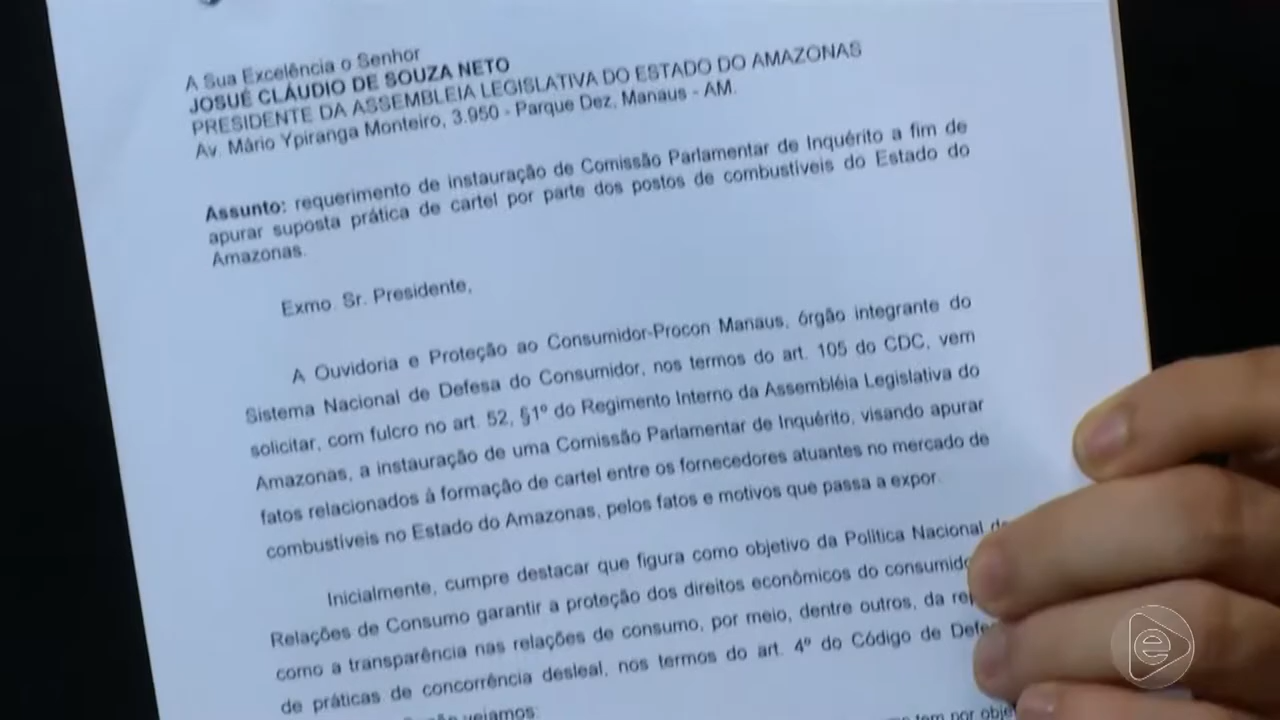 A Sua Excelência o Senhor
JOSUÉ CLÁUDIO DE SOUZA NETO
PRESIDENTE DA ASSEMBLEIA LEGISLATIVA DO ESTADO DO AMAZONAS
Av. Mário Ypiranga Monteiro, 3.950 - Parque Dez, Manaus - AM.
Assunto: requerimento de instauração de Comissão Parlamentar de Inquérito a fim de
apurar suposta prática de cartel por parte dos postos de combustíveis do Estado do
Amazonas.
Exmo. Sr. Presidente,
A Ouvidoria e Proteção ao Consumidor-Procon Manaus, órgão integrante do
Sistema Nacional de Defesa do Consumidor, nos termos do art. 105 do CDC, vem
solicitar, com fulcro no art. 52, §1º do Regimento Interno da Assembléia Legislativa do
Amazonas, a instauração de uma Comissão Parlamentar de Inquérito, visando apurar
fatos relacionados á formação de cartel entre os fornecedores atuantes no mercado de
combustíveis no Estado do Amazonas, pelos fatos e motivos que passa a expor.
Inicialmente, cumpre destacar que figura como objetivo da Política Nacional
Relações de Consumo garantir a proteção dos direitos econômicos do
como a transparência nas relações de consumo, por meio, dentre outros, da
de práticas de concorrência desleal, nos termos do art. 4º do Código de
vejamos:
tem por
e